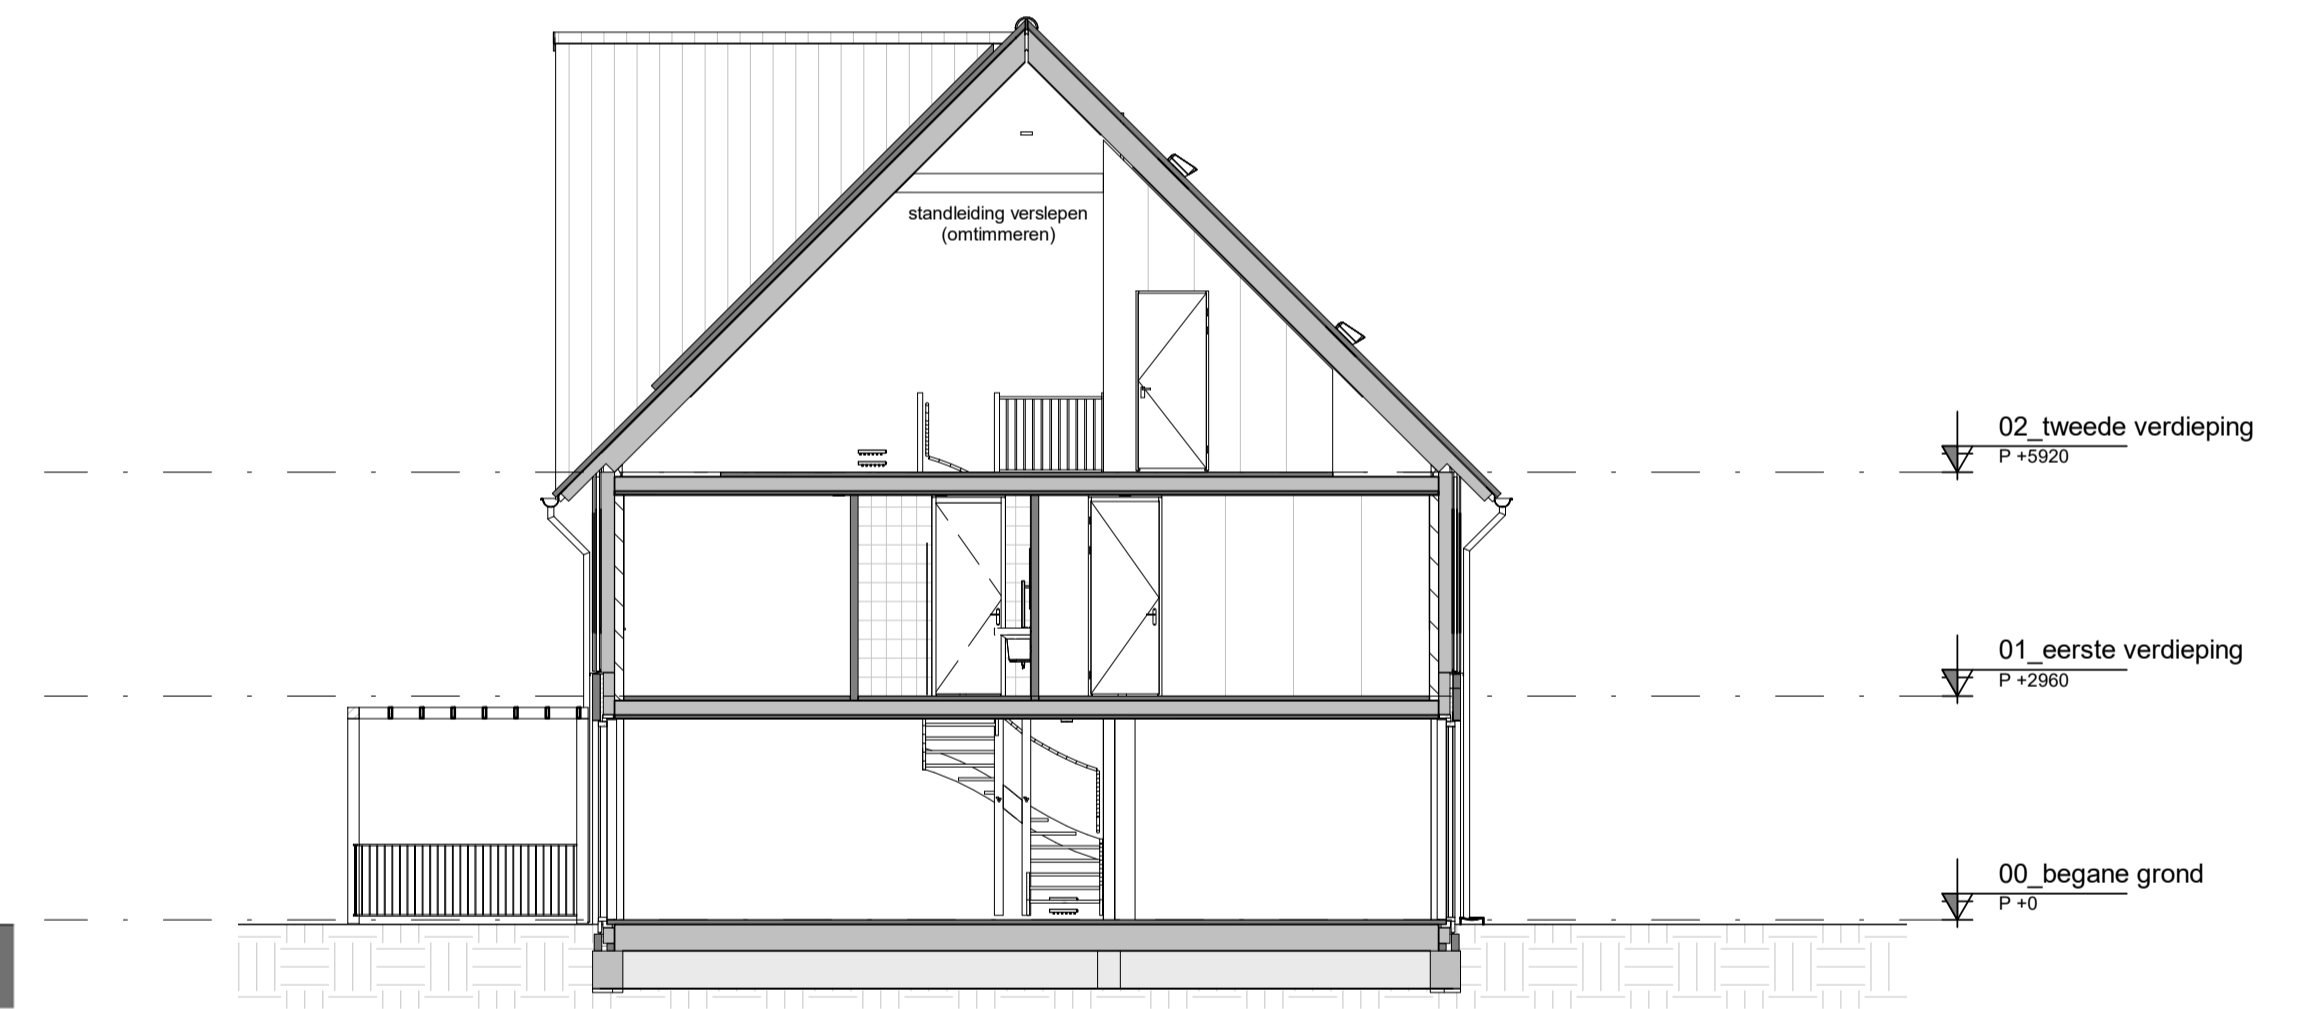 standleiding verslepen
(omtimmeren)
02_tweede verdieping
P +5920
01_eerste verdieping
P +2960
00_begane grond
P +0